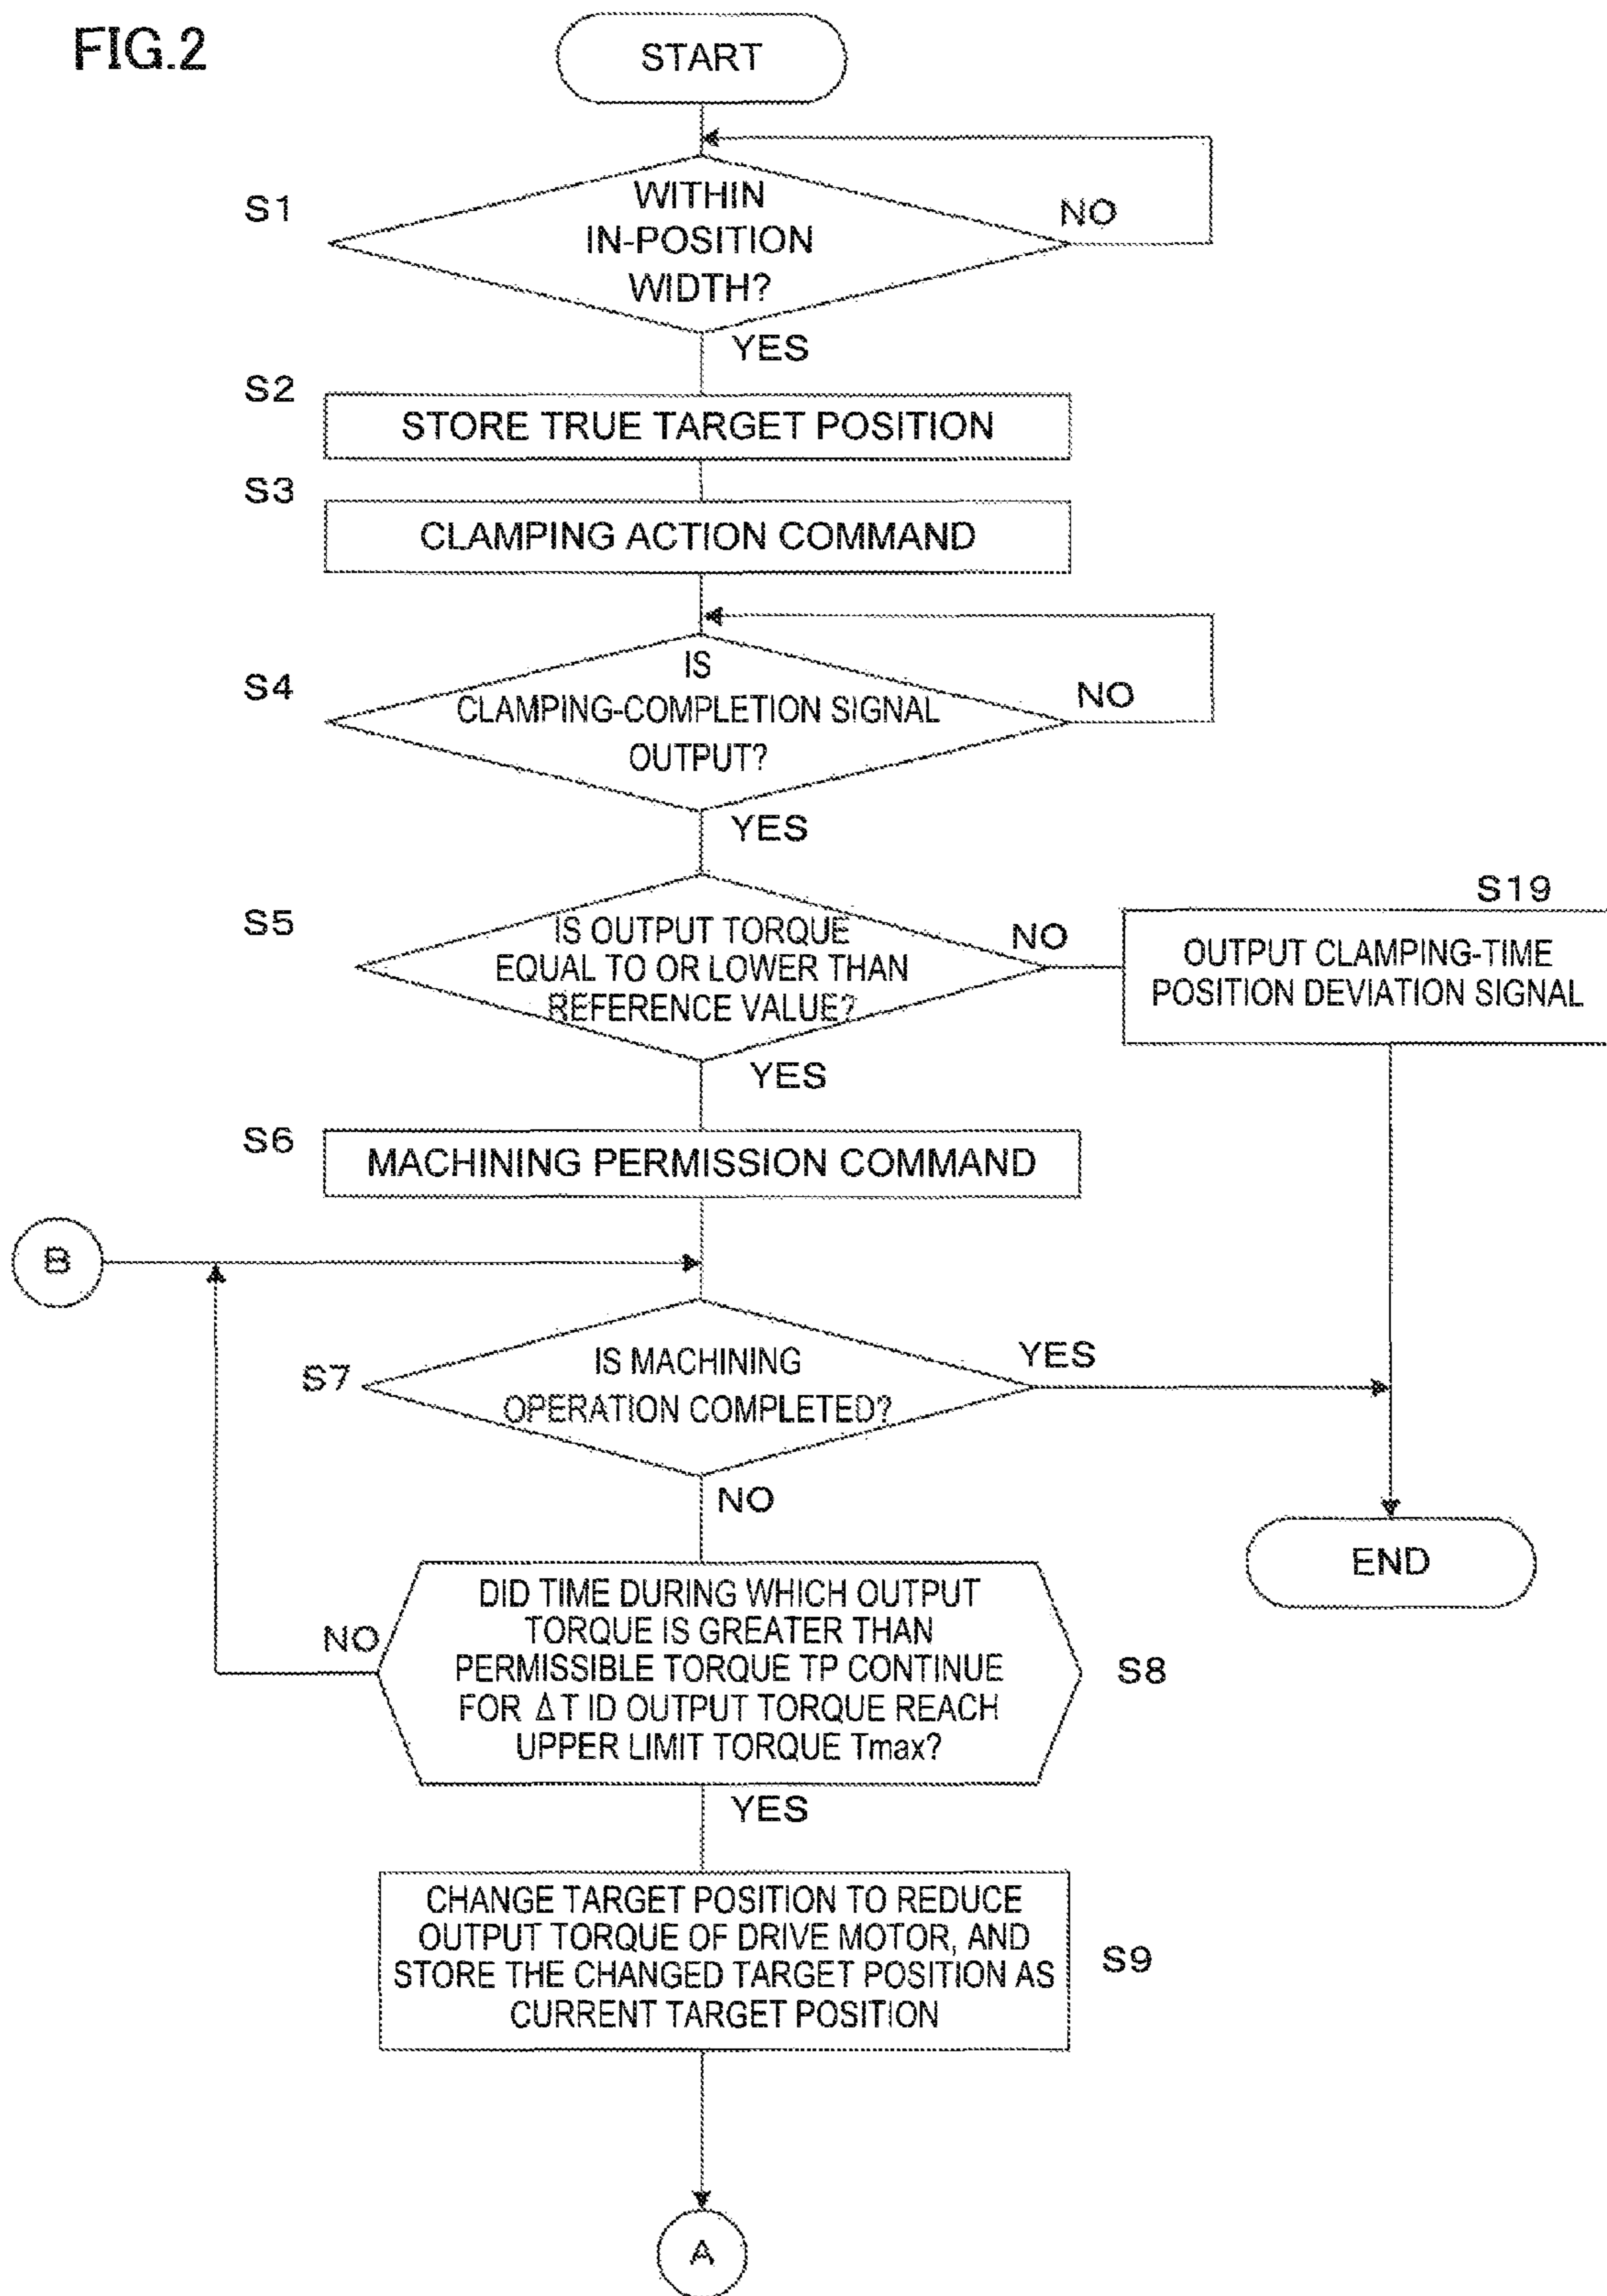 FIG.2
START
S1
WITHIN
IN-POSITION
WIDTH?
NO
YES
S2
STORE TRUE TARGET POSITION
S3
CLAMPING ACTION COMMAND
S4
IS
CLAMPING-COMPLETION SIGNAL
OUTPUT?
NO
YES
S5
IS OUTPUT TORQUE
EQUAL TO OR LOWER THAN
REFERENCE VALUE?
NO
S19
OUTPUT CLAMPING-TIME
POSITION DEVIATION SIGNAL
YES
S6
MACHINING PERMISSION COMMAND
B
S7
IS MACHINING
OPERATION COMPLETED?
YES
NO
END
DID TIME DURING WHICH OUTPUT
TORQUE IS GREATER THAN
PERMISSIBLE TORQUE TP CONTINUE
FOR ΔT ID OUTPUT TORQUE REACH
UPPER LIMIT TORQUE Tmax?
NO
S8
YES
CHANGE TARGET POSITION TO REDUCE
OUTPUT TORQUE OF DRIVE MOTOR, AND
STORE THE CHANGED TARGET POSITION AS
CURRENT TARGET POSITION
S9
A